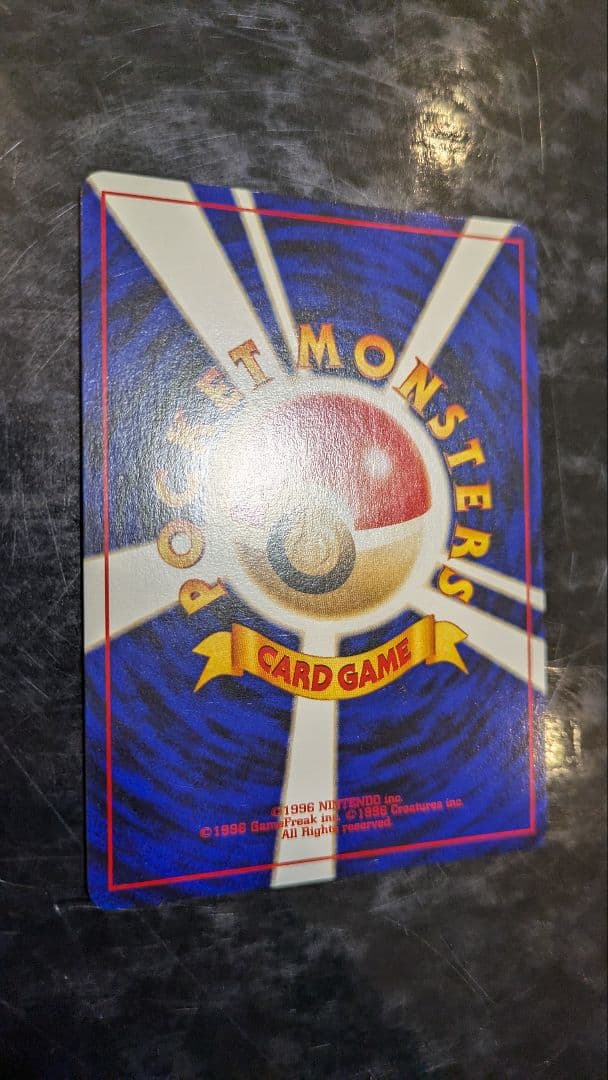 POCKET MONSTERS
CARD GAME
©1996 NINTENDO inc.
©1996 GameFreak inc. ©1996 Creatures inc.
All Rights reserved.